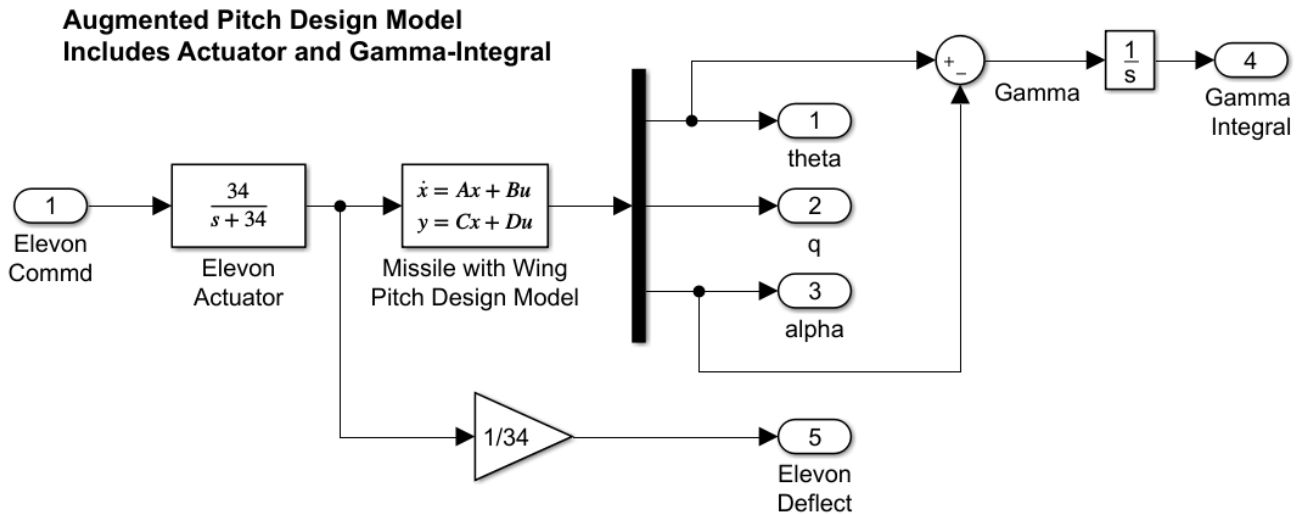 Augmented Pitch Design Model
Includes Actuator and Gamma-Integral
1
Elevon
Commd
34
s + 34
Elevon
Actuator
ẋ = Ax + Bu
y = Cx + Du
Missile with Wing
Pitch Design Model
1
theta
2
q
3
alpha
+
−
Gamma
1
s
4
Gamma
Integral
1/34
5
Elevon
Deflect